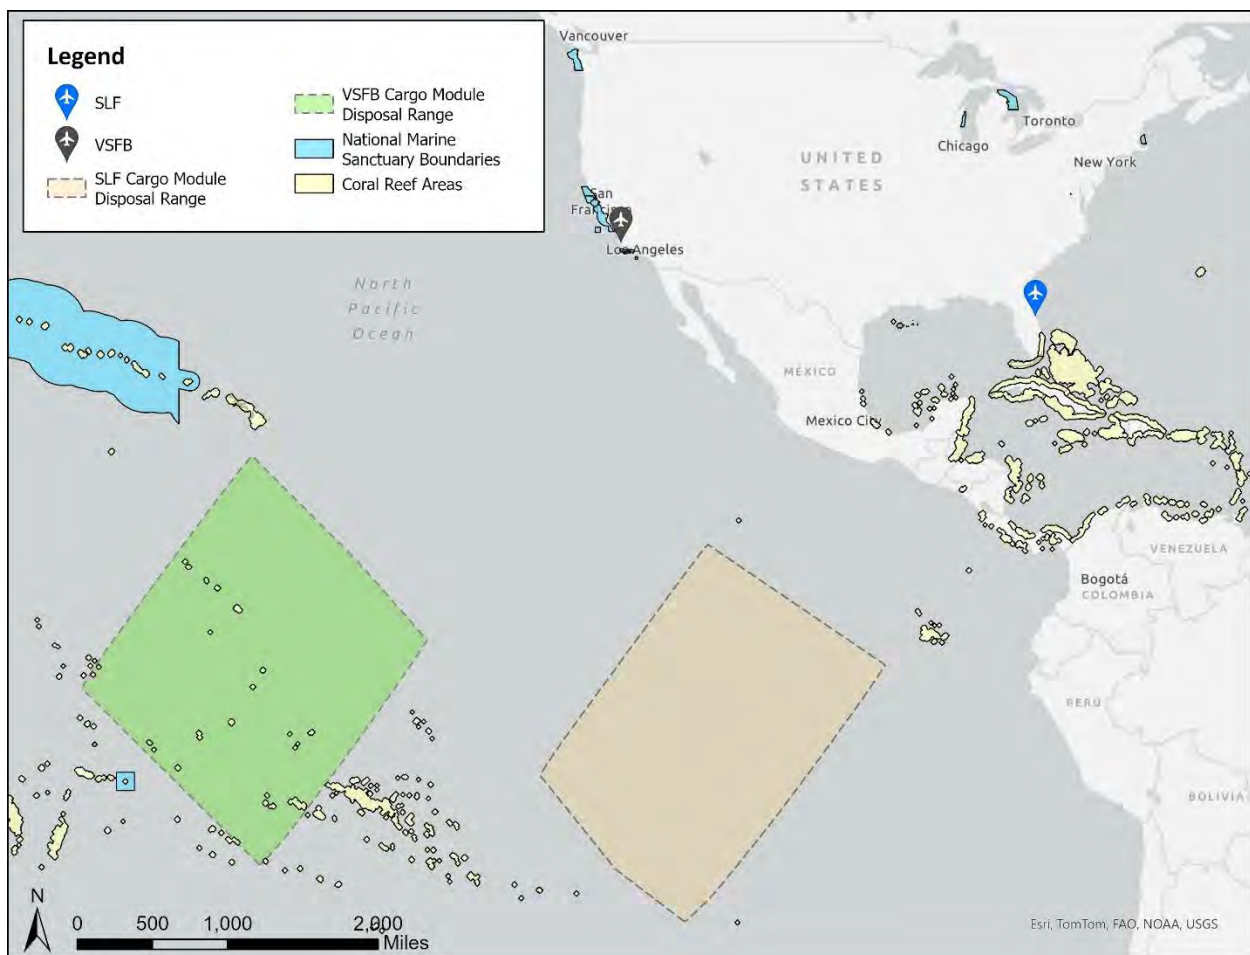 Legend
SLF
VSFB
SLF Cargo Module
Disposal Range
VSFB Cargo Module
Disposal Range
National Marine
Sanctuary Boundaries
Coral Reef Areas
Vancouver
Toronto
Chicago
New York
UNITED
STATES
San
Francisco
Los Angeles
North
Pacific
Ocean
MÉXICO
Mexico City
VENEZUELA
Bogotá
COLOMBIA
PERU
BOLIVIA
N
0 500 1,000 2,000
Miles
Esri, TomTom, FAO, NOAA, USGS